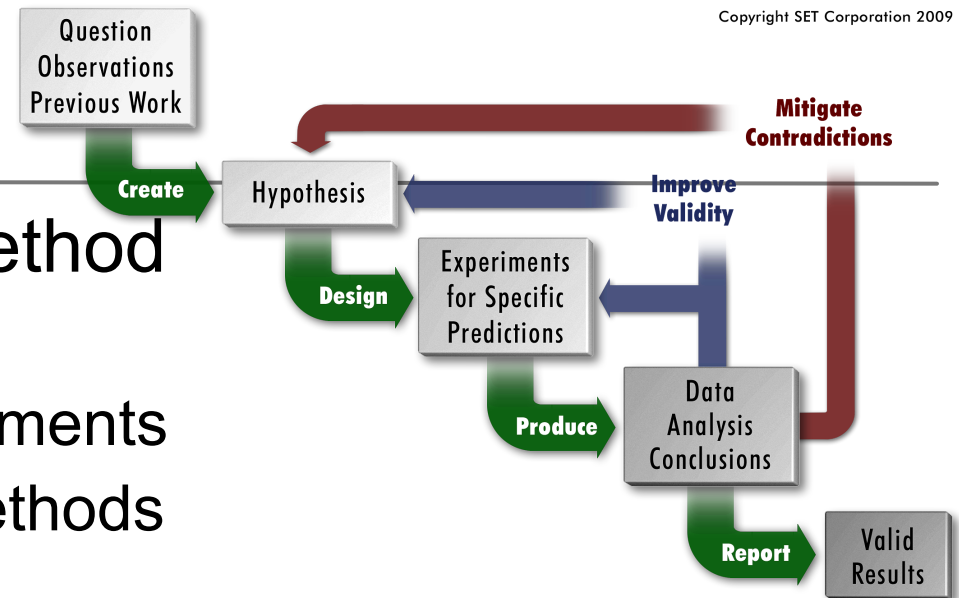 Copyright SET Corporation 2009
Question
Observations
Previous Work
Mitigate
Contradictions
Create
Hypothesis
Improve
Validity
ethod
Design
Experiments
for Specific
Predictions
ments
ethods
Produce
Data
Analysis
Conclusions
Report
Valid
Results